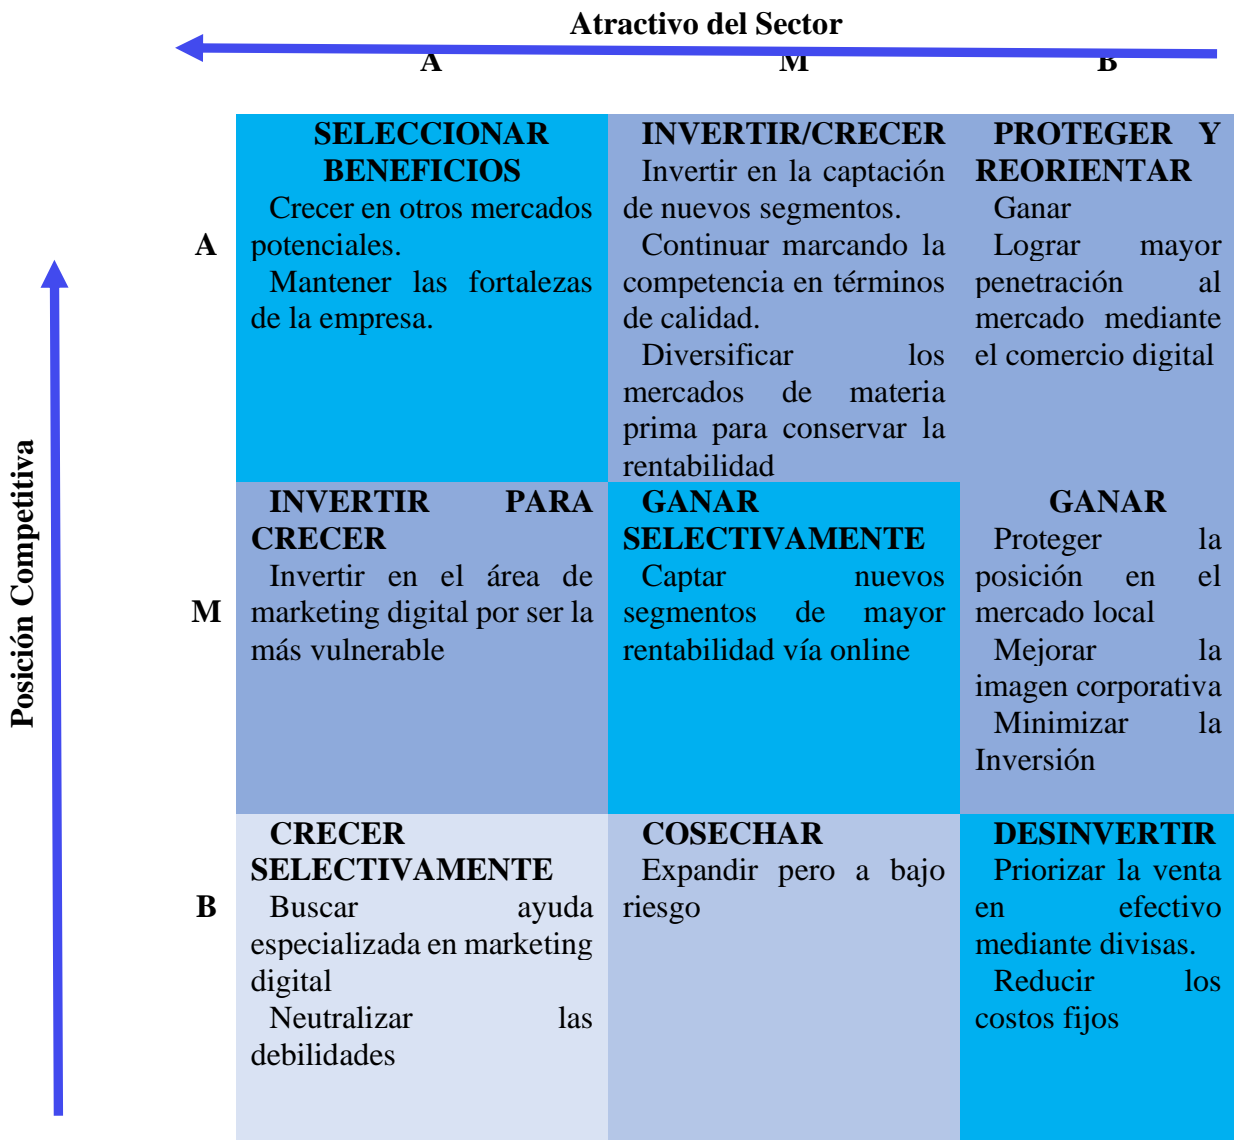 Atractivo del Sector
A M B
SELECCIONAR
BENEFICIOS
Crecer en otros mercados
potenciales.
Mantener las fortalezas
de la empresa.
INVERTIR/CRECER
Invertir en la captación
de nuevos segmentos.
Continuar marcando la
competencia en términos
de calidad.
Diversificar los
mercados de materia
prima para conservar la
rentabilidad
PROTEGER Y
REORIENTAR
Ganar
Lograr mayor
penetración al
mercado mediante
el comercio digital
A
Posición Competitiva
M
INVERTIR PARA
CRECER
Invertir en el área de
marketing digital por ser la
más vulnerable
GANAR
SELECTIVAMENTE
Captar nuevos
segmentos de mayor
rentabilidad vía online
GANAR
Proteger la
posición en el
mercado local
Mejorar la
imagen corporativa
Minimizar la
Inversión
B
CRECER
SELECTIVAMENTE
Buscar ayuda
especializada en marketing
digital
Neutralizar las
debilidades
COSECHAR
Expandir pero a bajo
riesgo
DESINVERTIR
Priorizar la venta
en efectivo
mediante divisas.
Reducir los
costos fijos